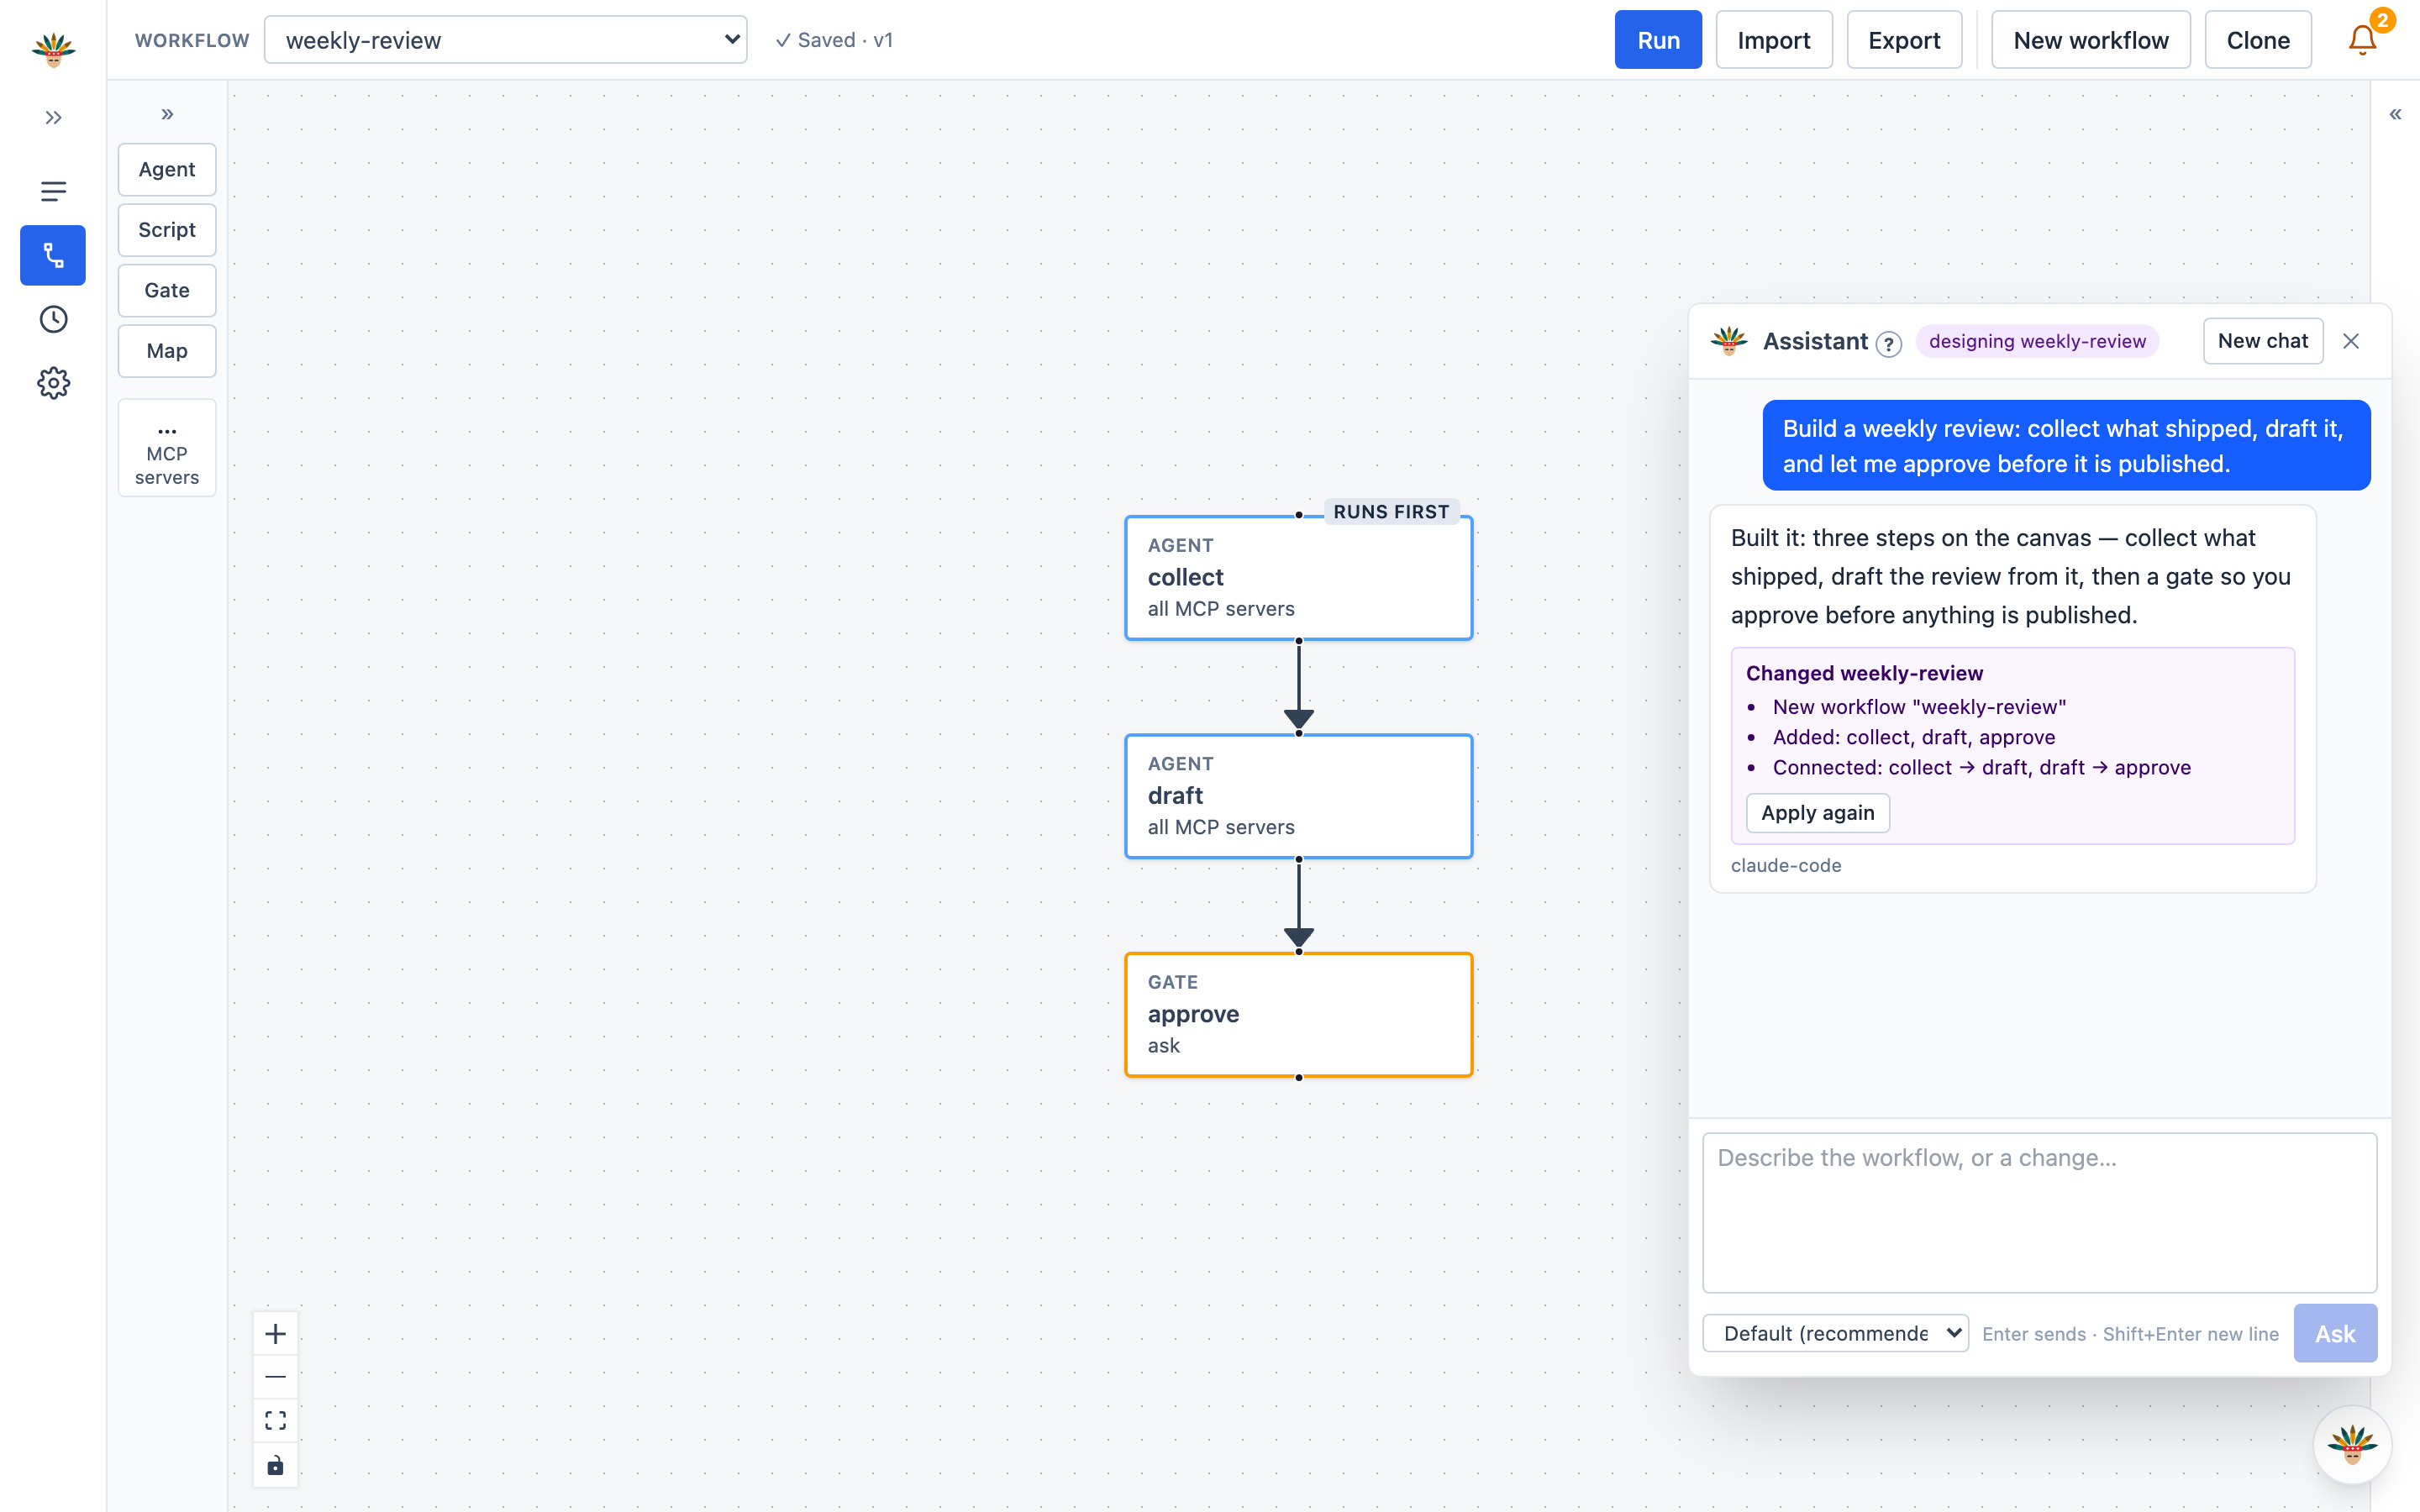 WORKFLOW
weekly-review
✓ Saved · v1
Run
Import
Export
New workflow
Clone
2
»
«
Agent
Script
Gate
Map
...
MCP
servers
RUNS FIRST
AGENT
collect
all MCP servers
AGENT
draft
all MCP servers
GATE
approve
ask
Assistant
?
designing weekly-review
New chat
Build a weekly review: collect what shipped, draft it,
and let me approve before it is published.
Built it: three steps on the canvas — collect what
shipped, draft the review from it, then a gate so you
approve before anything is published.
Changed weekly-review
• New workflow "weekly-review"
• Added: collect, draft, approve
• Connected: collect → draft, draft → approve
Apply again
claude-code
Describe the workflow, or a change...
Default (recommende
Enter sends · Shift+Enter new line
Ask